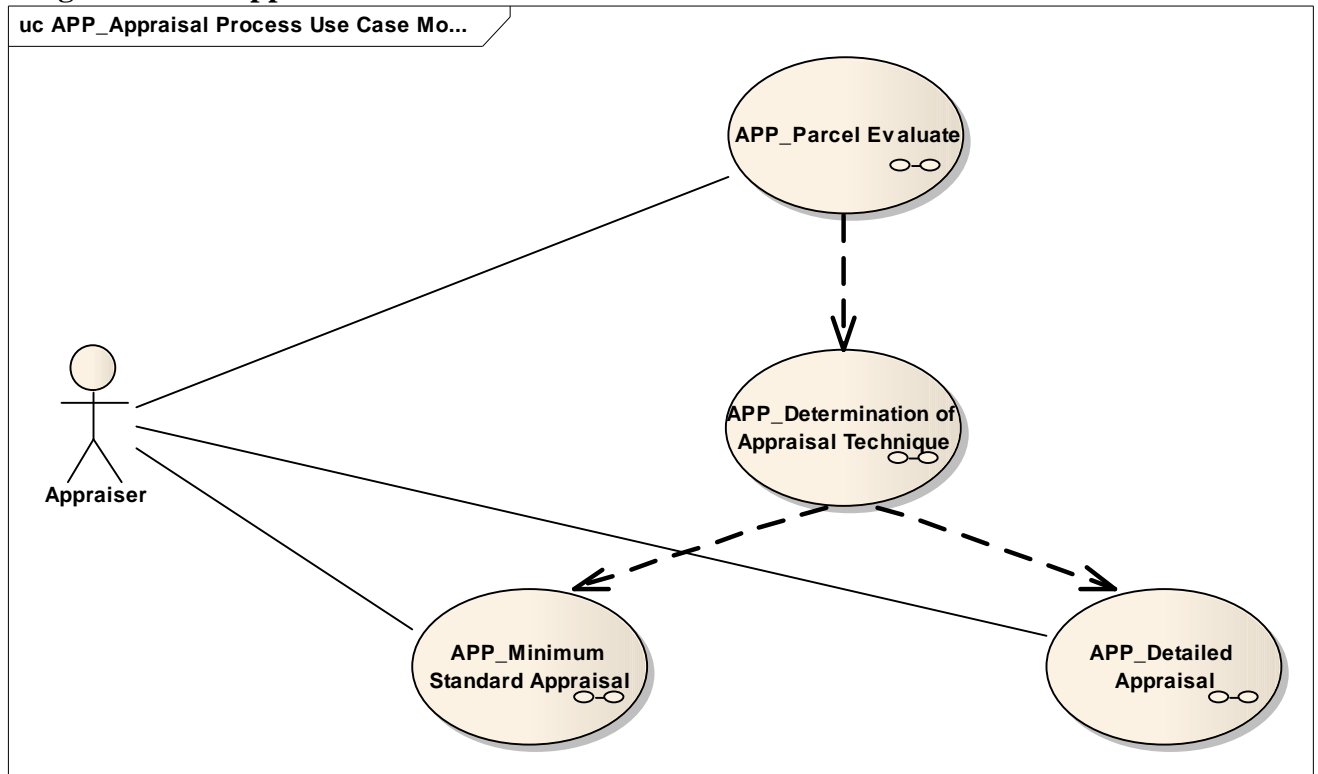 uc APP_Appraisal Process Use Case Mo...
APP_Parcel Evaluate
APP_Determination of
Appraisal Technique
Appraiser
APP_Minimum
Standard Appraisal
APP_Detailed
Appraisal